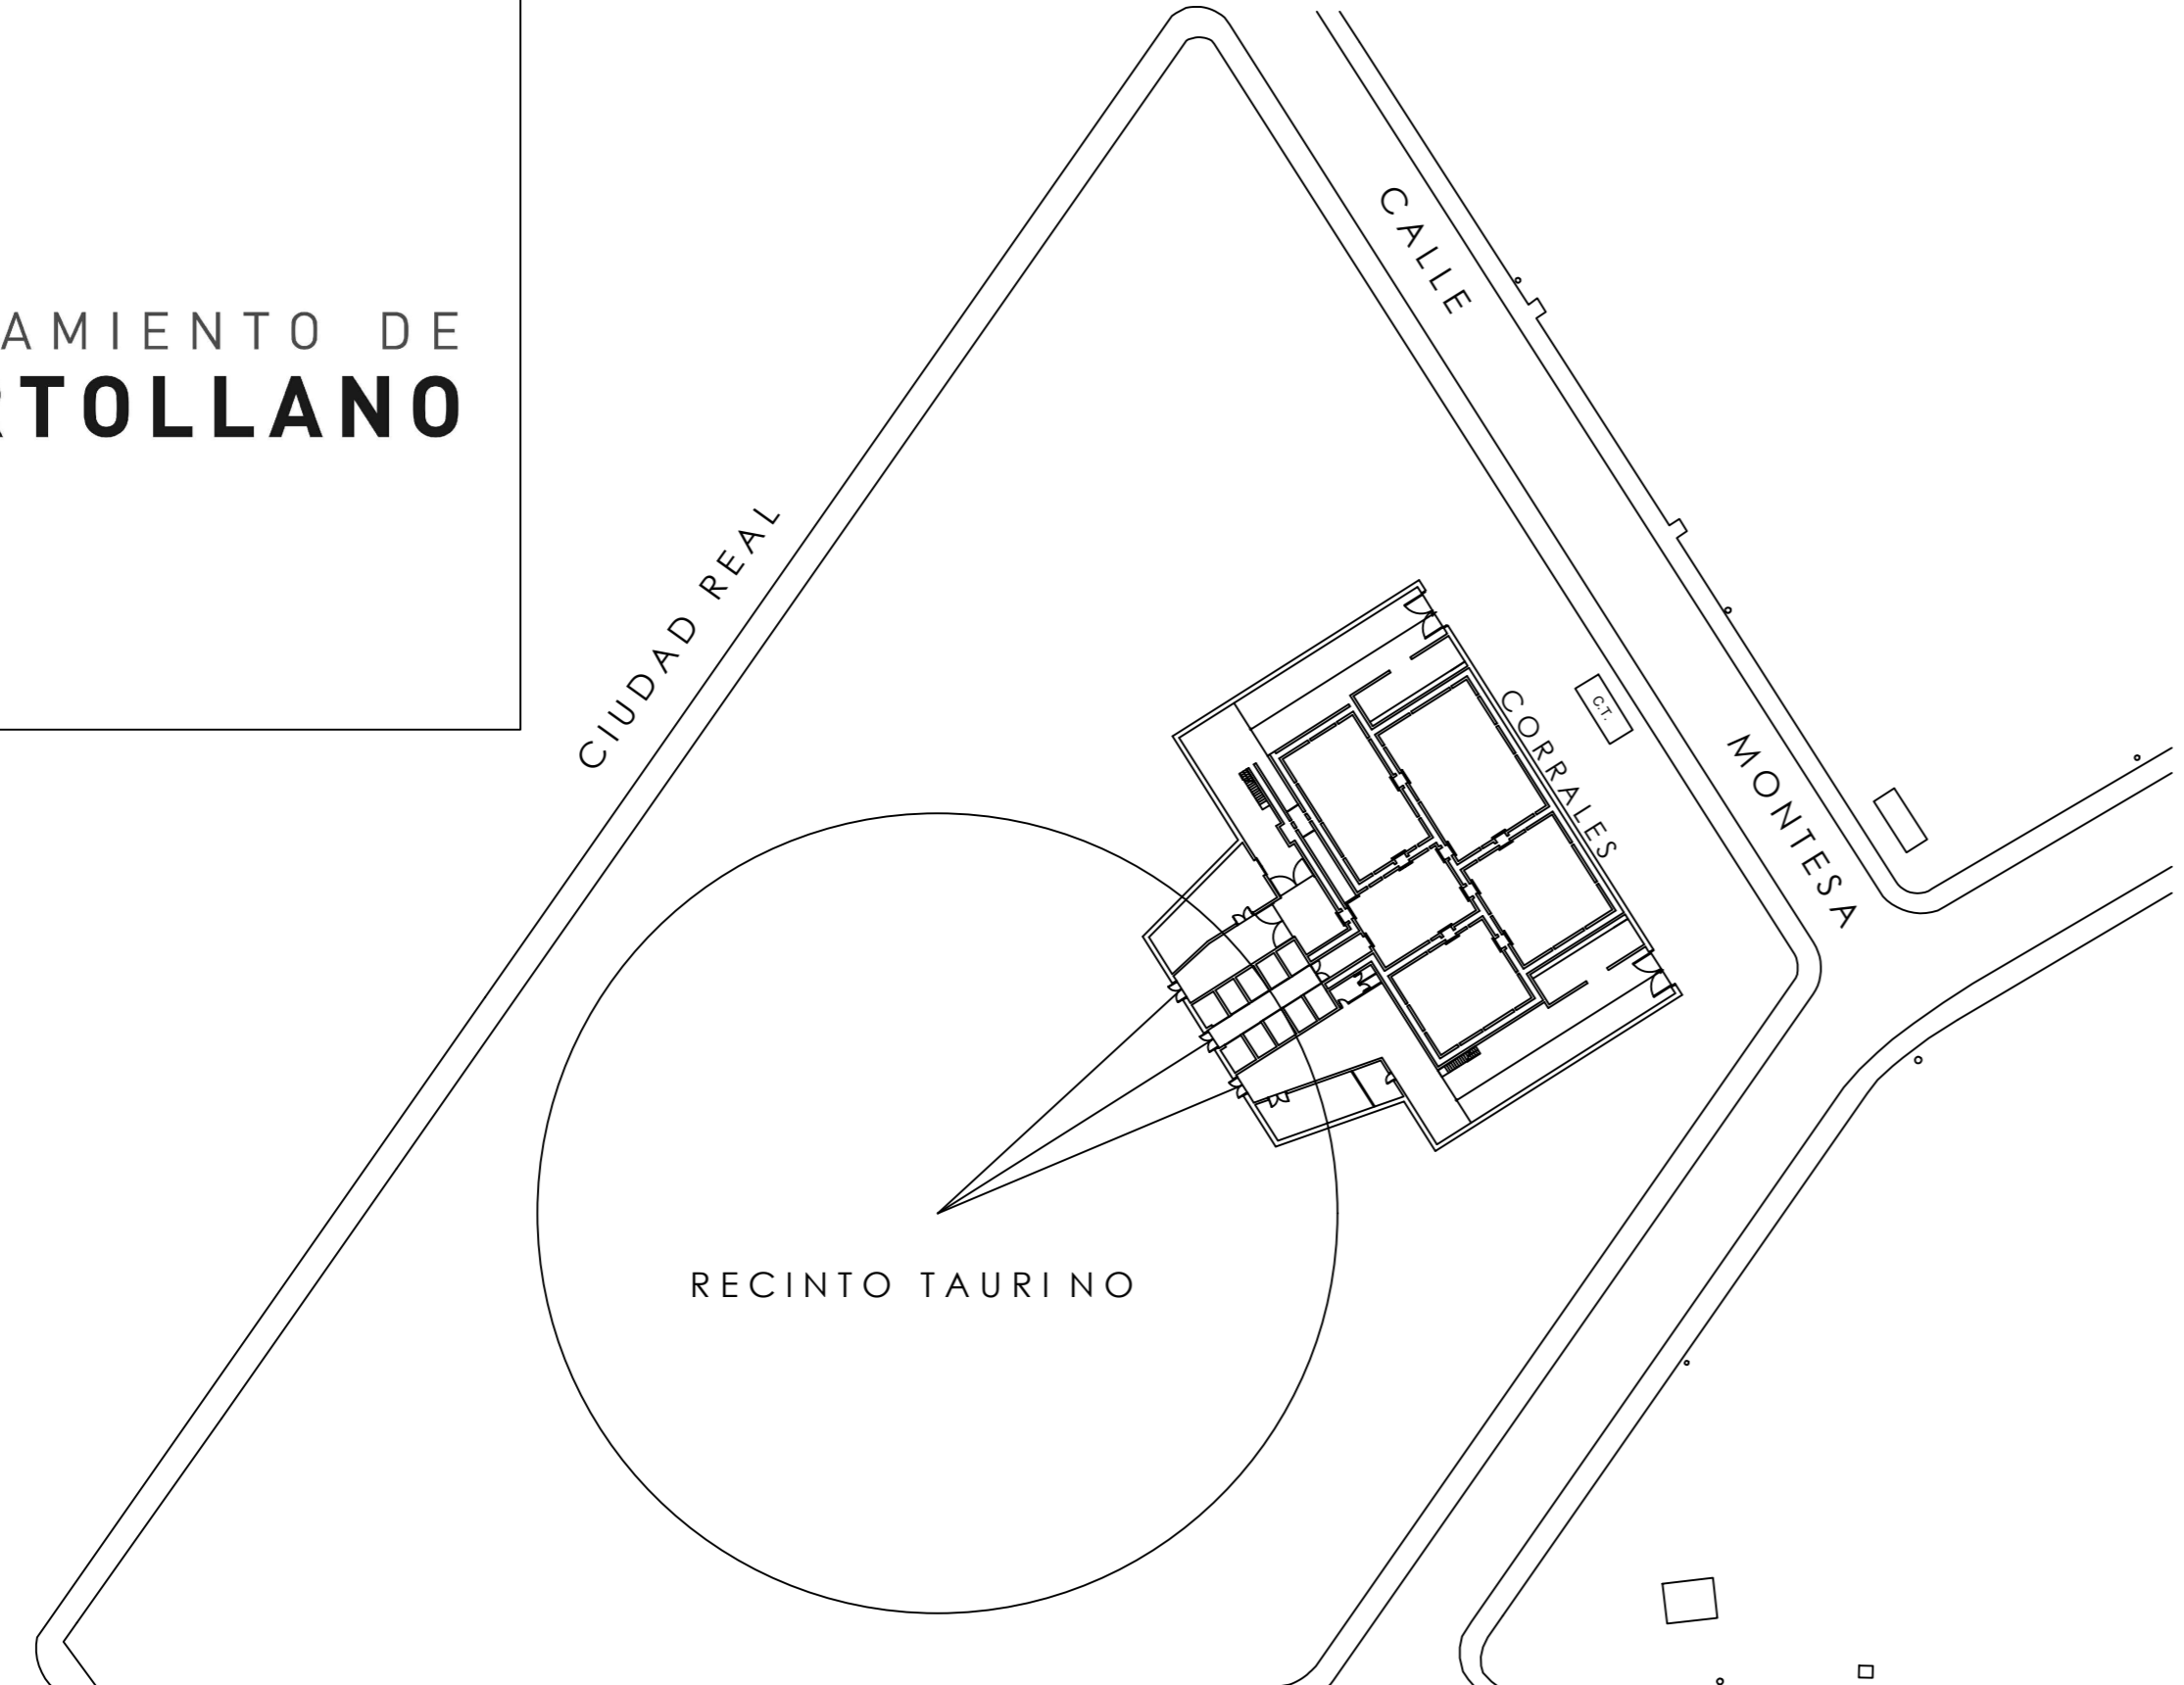 AMIENTO DE
RTOLLANO
CIUDAD REAL
CALLE MONTESA
CORRALES
C.T.
RECINTO TAURINO